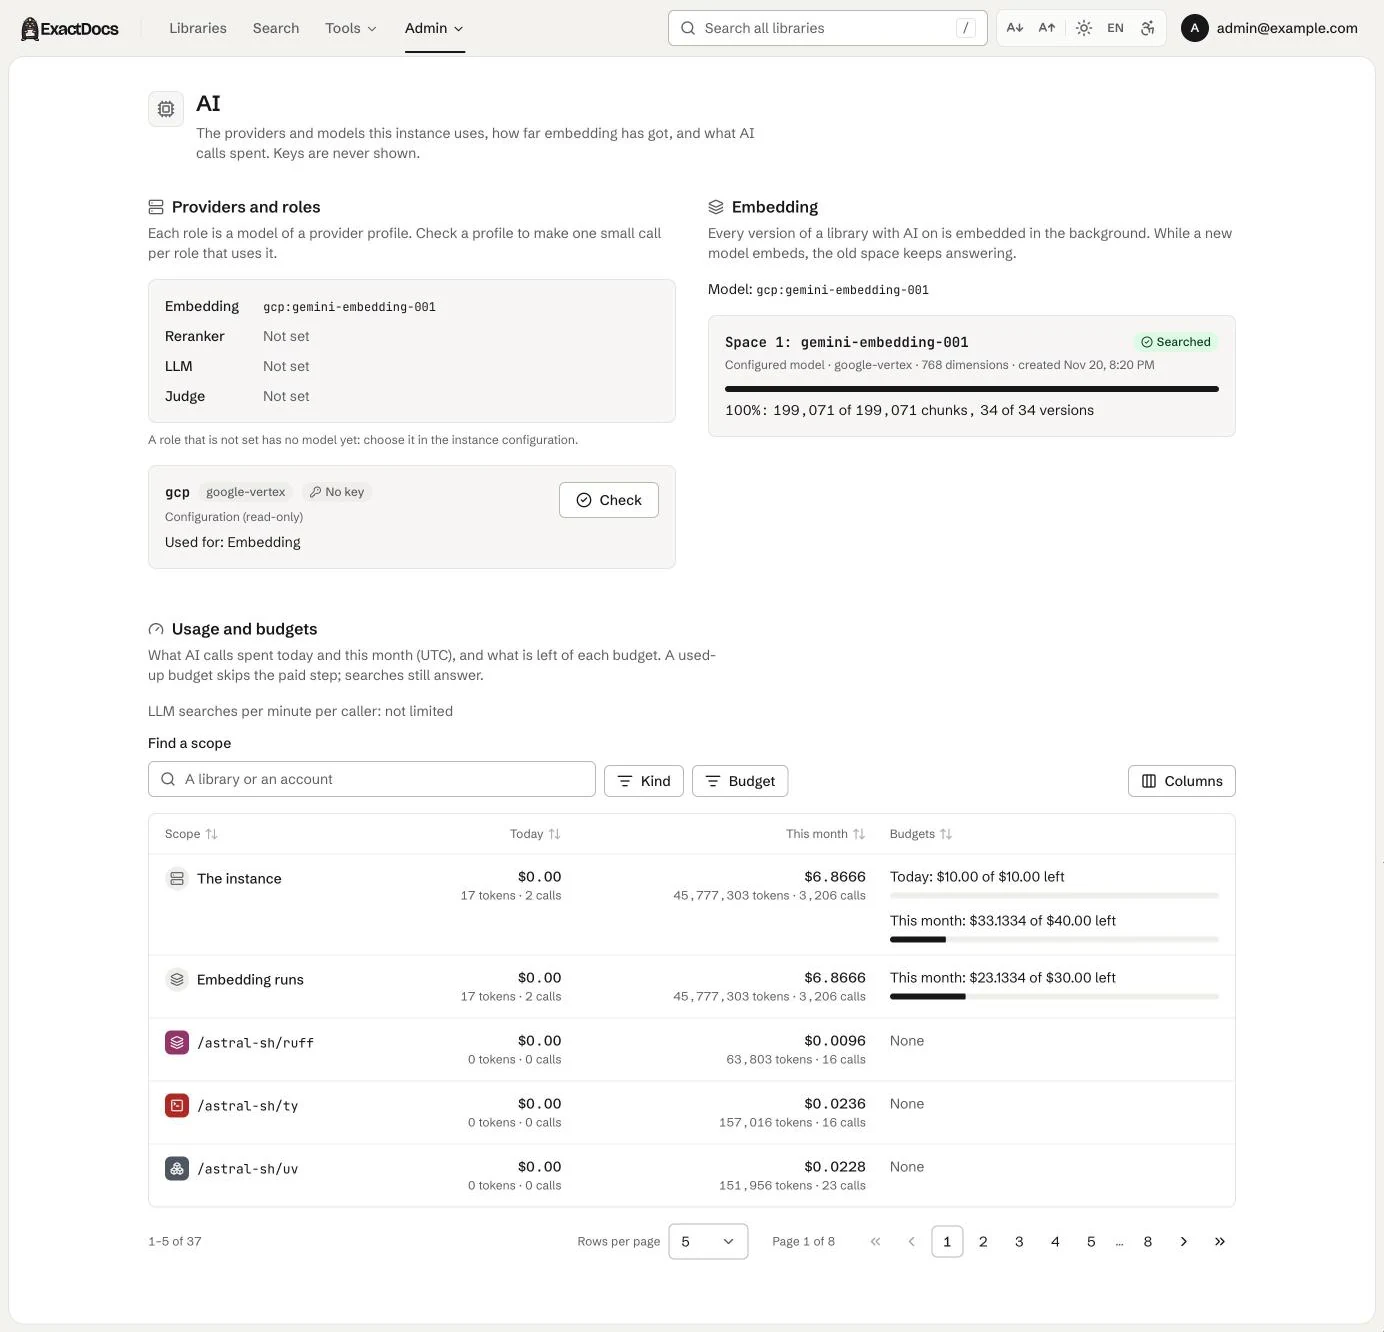 ExactDocs
Libraries
Search
Tools
Admin
Search all libraries
/
A↓
A↑
EN
A
admin@example.com
AI
The providers and models this instance uses, how far embedding has got, and what AI
calls spent. Keys are never shown.
Providers and roles
Each role is a model of a provider profile. Check a profile to make one small call
per role that uses it.
Embedding gcp:gemini-embedding-001
Reranker Not set
LLM Not set
Judge Not set
A role that is not set has no model yet: choose it in the instance configuration.
gcp google-vertex No key
Configuration (read-only)
Used for: Embedding
Check
Embedding
Every version of a library with AI on is embedded in the background. While a new
model embeds, the old space keeps answering.
Model: gcp:gemini-embedding-001
Space 1: gemini-embedding-001
Searched
Configured model · google-vertex · 768 dimensions · created Nov 20, 8:20 PM
100%: 199,071 of 199,071 chunks, 34 of 34 versions
Usage and budgets
What AI calls spent today and this month (UTC), and what is left of each budget. A used-
up budget skips the paid step; searches still answer.
LLM searches per minute per caller: not limited
Find a scope
A library or an account
Kind
Budget
Columns
Scope Today This month Budgets
The instance $0.00 $6.8666 Today: $10.00 of $10.00 left
17 tokens · 2 calls 45,777,303 tokens · 3,206 calls
This month: $33.1334 of $40.00 left
Embedding runs $0.00 $6.8666 This month: $23.1334 of $30.00 left
17 tokens · 2 calls 45,777,303 tokens · 3,206 calls
/astral-sh/ruff $0.00 $0.0096 None
0 tokens · 0 calls 63,803 tokens · 16 calls
/astral-sh/ty $0.00 $0.0236 None
0 tokens · 0 calls 157,016 tokens · 16 calls
/astral-sh/uv $0.00 $0.0228 None
0 tokens · 0 calls 151,956 tokens · 23 calls
1–5 of 37
Rows per page 5
Page 1 of 8
« ‹ 1 2 3 4 5 … 8 › »